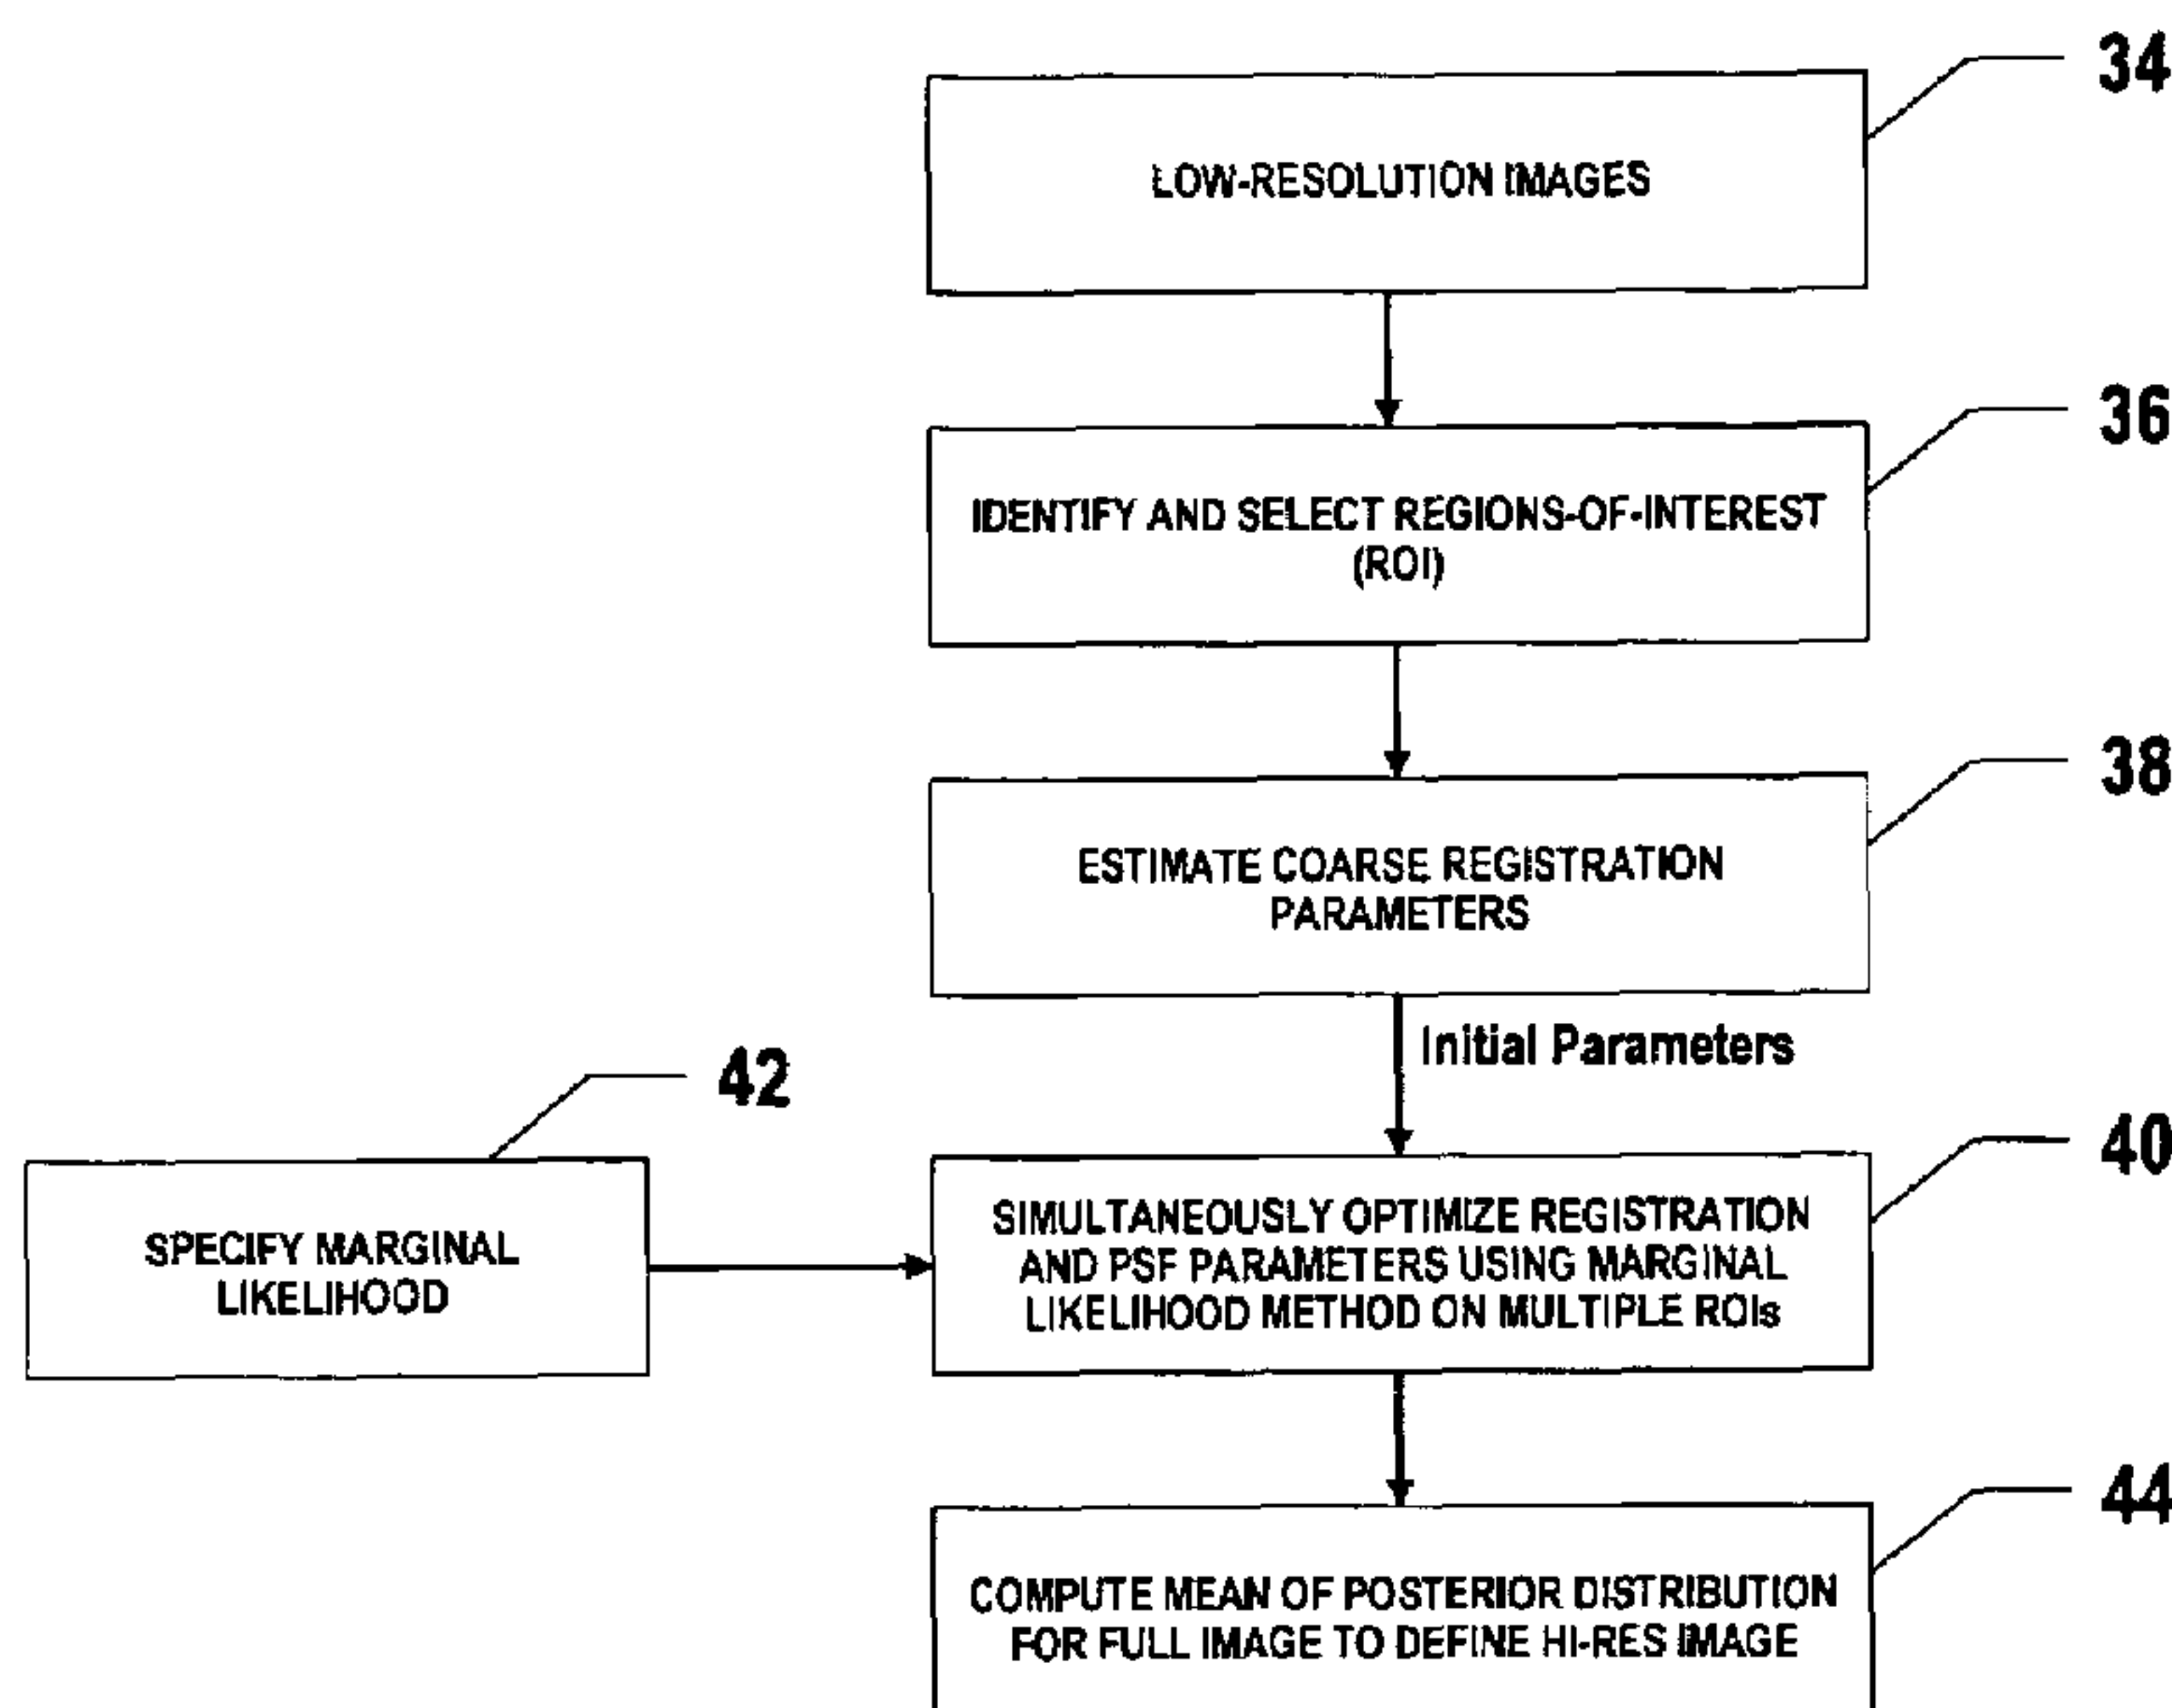 34
LOW-RESOLUTION IMAGES
36
IDENTIFY AND SELECT REGIONS-OF-INTEREST
(ROI)
38
ESTIMATE COARSE REGISTRATION
PARAMETERS
Initial Parameters
42
SPECIFY MARGINAL
LIKELIHOOD
40
SIMULTANEOUSLY OPTIMIZE REGISTRATION
AND PSF PARAMETERS USING MARGINAL
LIKELIHOOD METHOD ON MULTIPLE ROIs
44
COMPUTE MEAN OF POSTERIOR DISTRIBUTION
FOR FULL IMAGE TO DEFINE HI-RES IMAGE